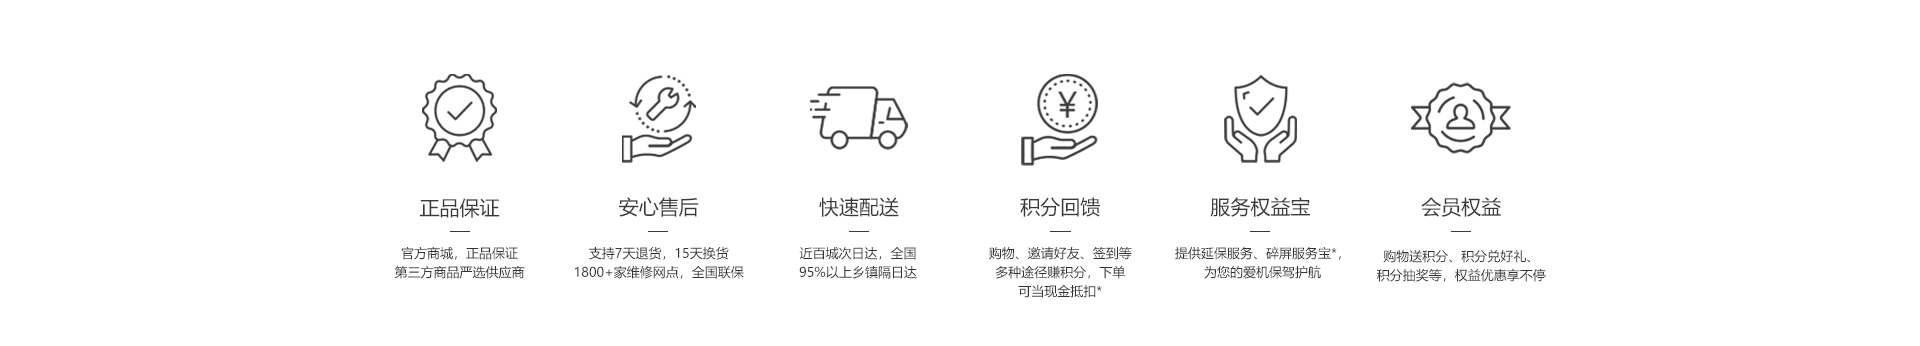 正品保证
官方商城，正品保证
第三方商品严选供应商
安心售后
支持7天退货，15天换货
1800+家维修网点，全国联保
快速配送
近百城次日达，全国
95%以上乡镇隔日达
¥
积分回馈
购物、邀请好友、签到等
多种途径赚积分，下单
可当现金抵扣*
服务权益宝
提供延保服务、碎屏服务宝*，
为您的爱机保驾护航
会员权益
购物送积分、积分兑好礼、
积分抽奖等，权益优惠享不停